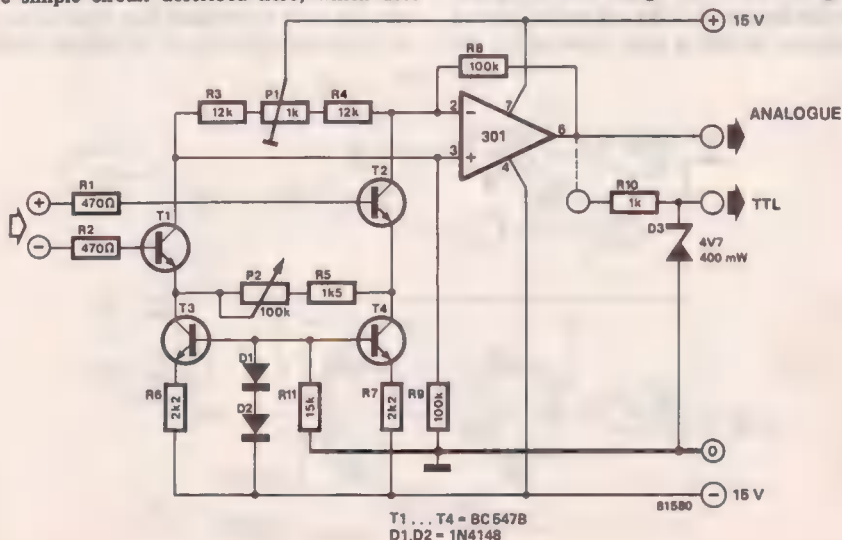 simple circuit described here, which uses
+ 15 V
R8
100k
R3
12k
P1
1k
R4
12k
2
7
301
6
3
4
ANALOGUE
T2
R10
1k
TTL
D3
4V7
400 mW
+
R1
470Ω
T1
−
R2
470Ω
P2
100k
R5
1k5
T3
T4
D1
D2
R6
2k2
R11
15k
R7
2k2
R9
100k
0
− 15 V
81580
T1 . . . T4 = BC547B
D1,D2 = 1N4148